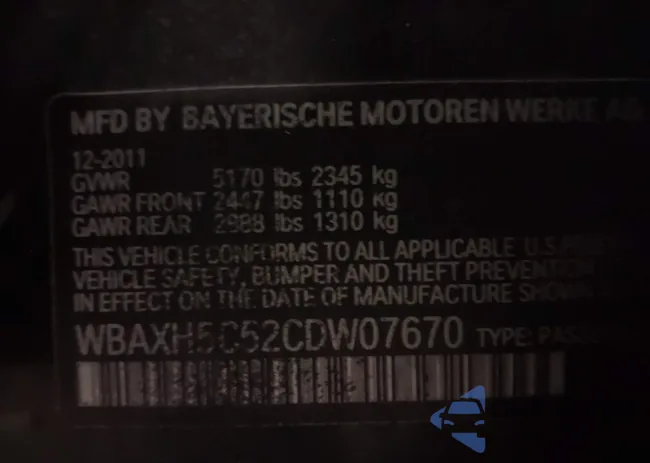 MFD BY BAYERISCHE MOTOREN WERKE AG
12-2011
GVWR 5170 lbs 2345 kg
GAWR FRONT 2447 lbs 1110 kg
GAWR REAR 2888 lbs 1310 kg
THIS VEHICLE CONFORMS TO ALL APPLICABLE U.S.
VEHICLE SAFETY, BUMPER AND THEFT PREVENTION
IN EFFECT ON THE DATE OF MANUFACTURE SHOWN
WBAXH5C52CDW07670 TYPE: